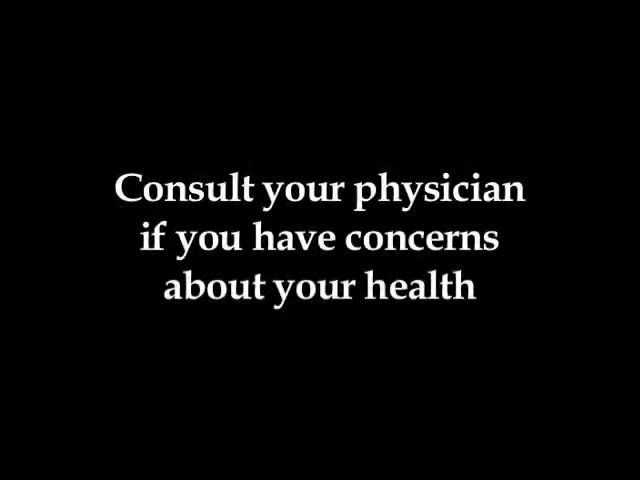 Consult your physician
if you have concerns
about your health